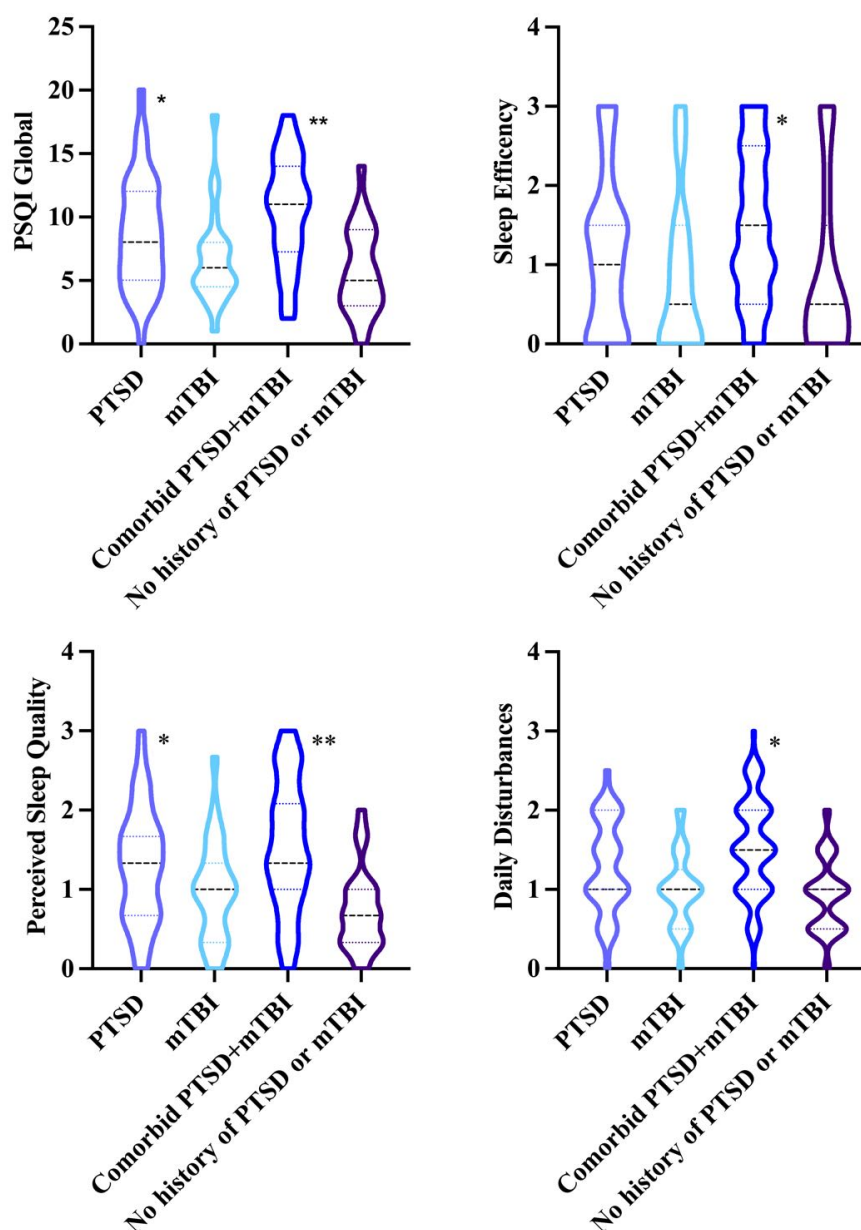 PSQI Global
25
20
15
10
5
0
*
**
PTSD
mTBI
Comorbid PTSD+mTBI
No history of PTSD or mTBI
Sleep Efficency
4
3
2
1
0
*
PTSD
mTBI
Comorbid PTSD+mTBI
No history of PTSD or mTBI
Perceived Sleep Quality
4
3
2
1
0
*
**
PTSD
mTBI
Comorbid PTSD+mTBI
No history of PTSD or mTBI
Daily Disturbances
4
3
2
1
0
*
PTSD
mTBI
Comorbid PTSD+mTBI
No history of PTSD or mTBI